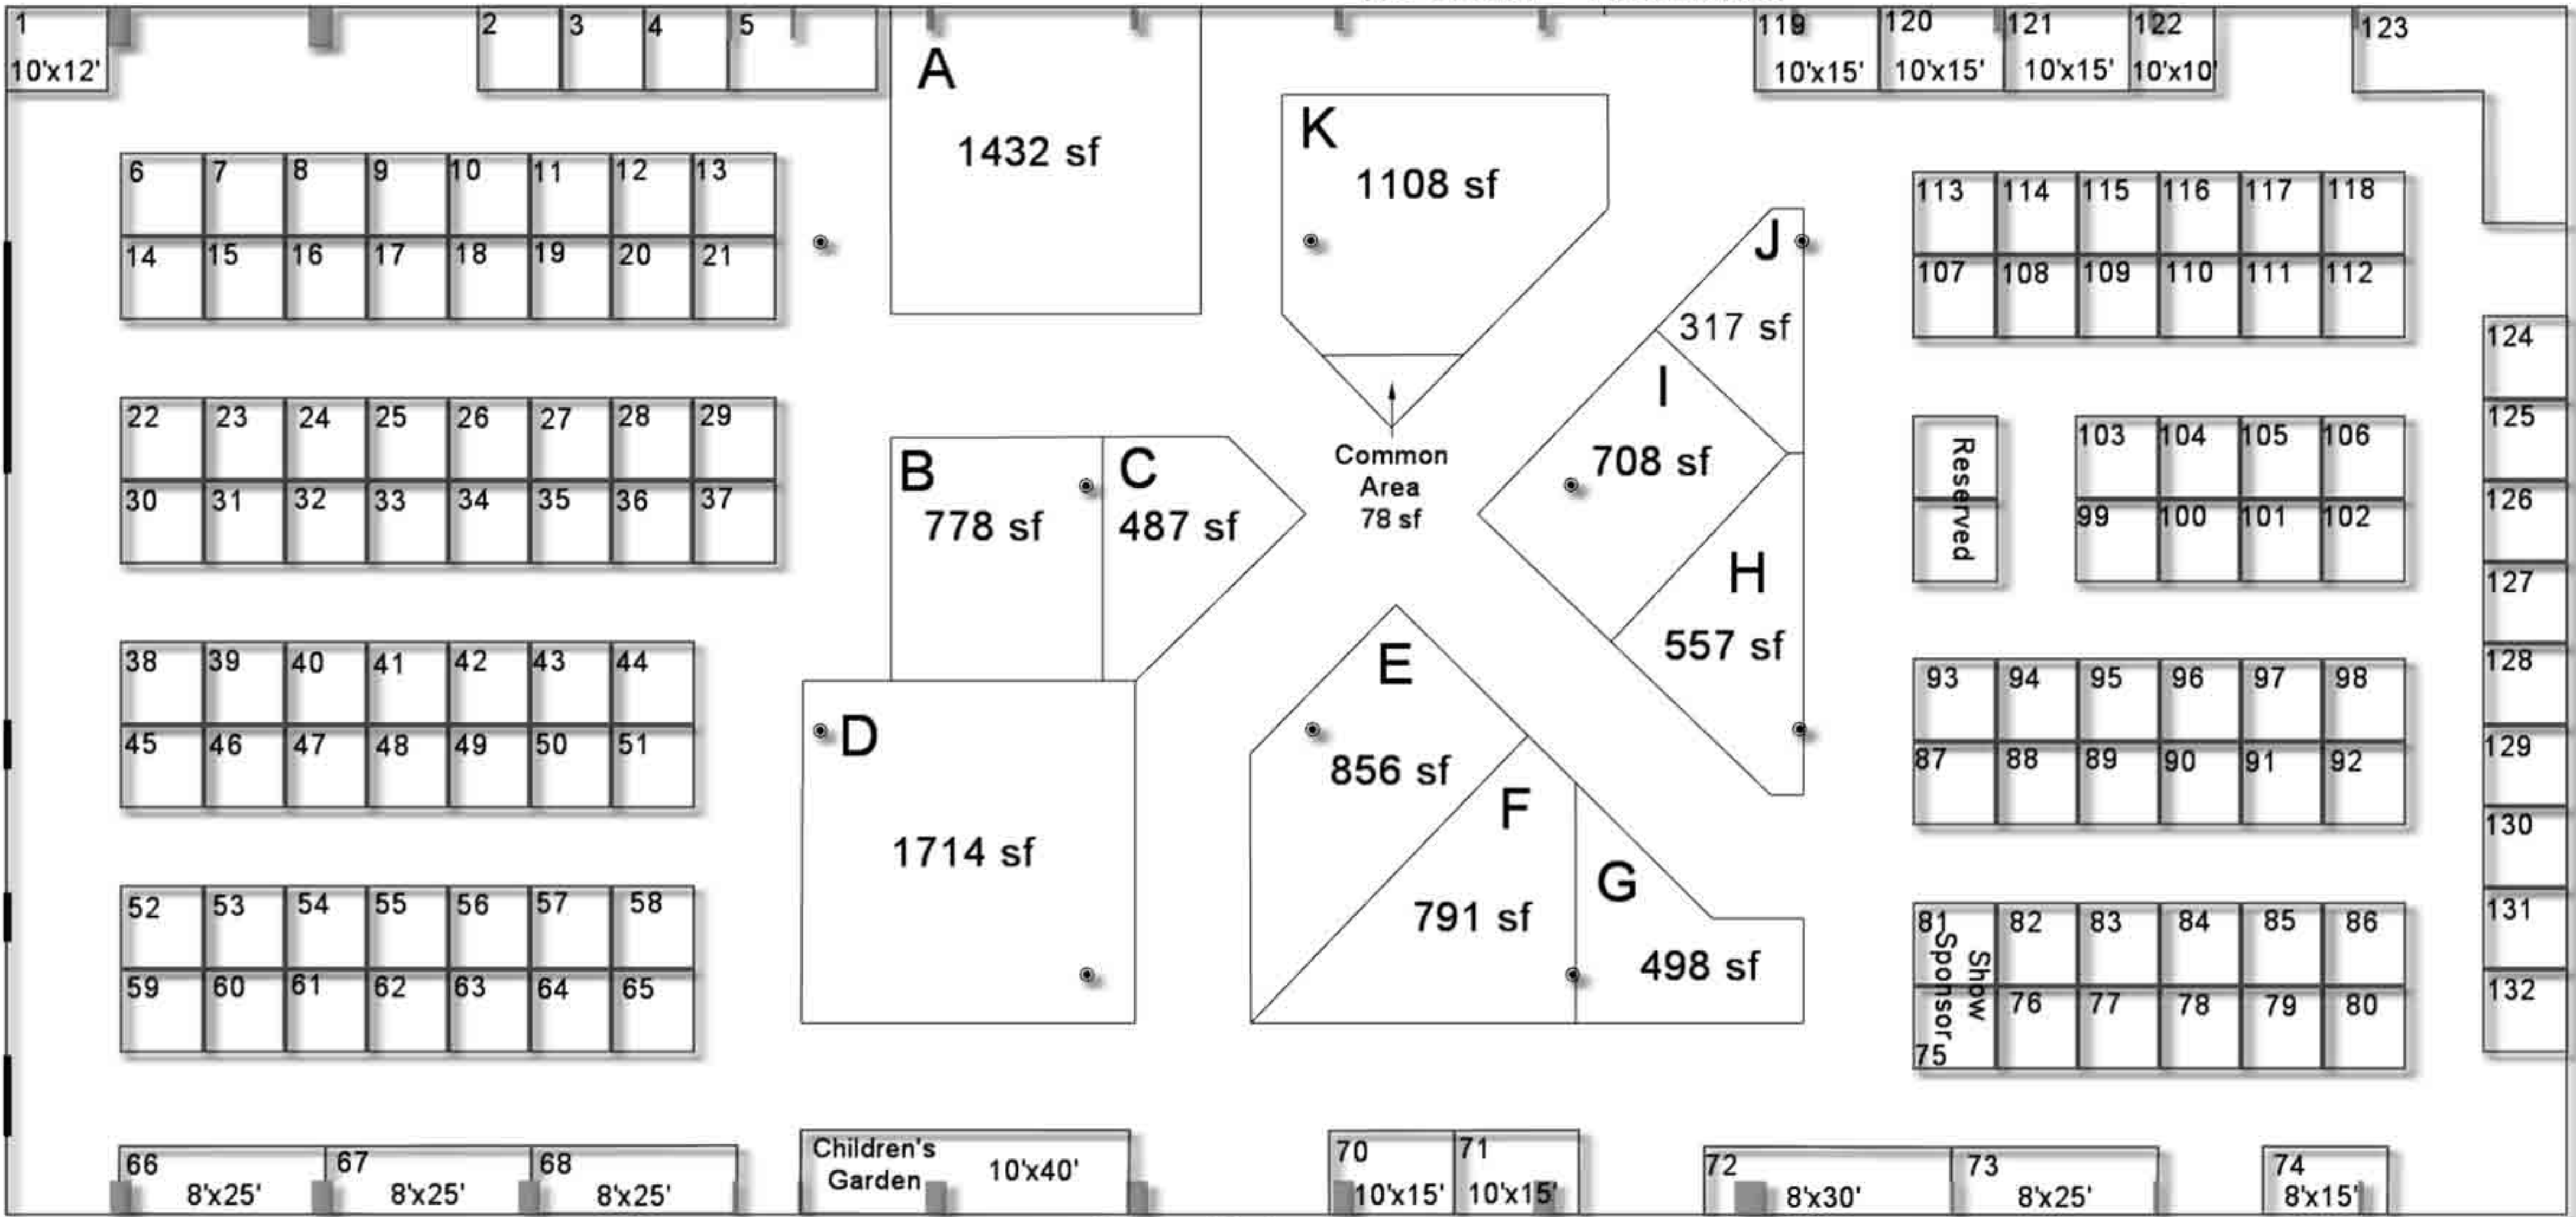 1
10'x12'
2 3 4 5
A
1432 sf
K
1108 sf
119 120 121 122
10'x15' 10'x15' 10'x15' 10'x10'
123
6 7 8 9 10 11 12 13
14 15 16 17 18 19 20 21
J
317 sf
113 114 115 116 117 118
107 108 109 110 111 112
22 23 24 25 26 27 28 29
30 31 32 33 34 35 36 37
B
778 sf
C
487 sf
Common
Area
78 sf
I
708 sf
H
557 sf
Reserved
103 104 105 106
99 100 101 102
124
125
126
127
128
129
130
131
132
38 39 40 41 42 43 44
45 46 47 48 49 50 51
D
1714 sf
E
856 sf
F
791 sf
G
498 sf
93 94 95 96 97 98
87 88 89 90 91 92
52 53 54 55 56 57 58
59 60 61 62 63 64 65
81 82 83 84 85 86
Show
Sponsor
75 76 77 78 79 80
66 67 68
8'x25' 8'x25' 8'x25'
Children's
Garden
10'x40'
70 71
10'x15' 10'x15'
72 73
8'x30' 8'x25'
74
8'x15'